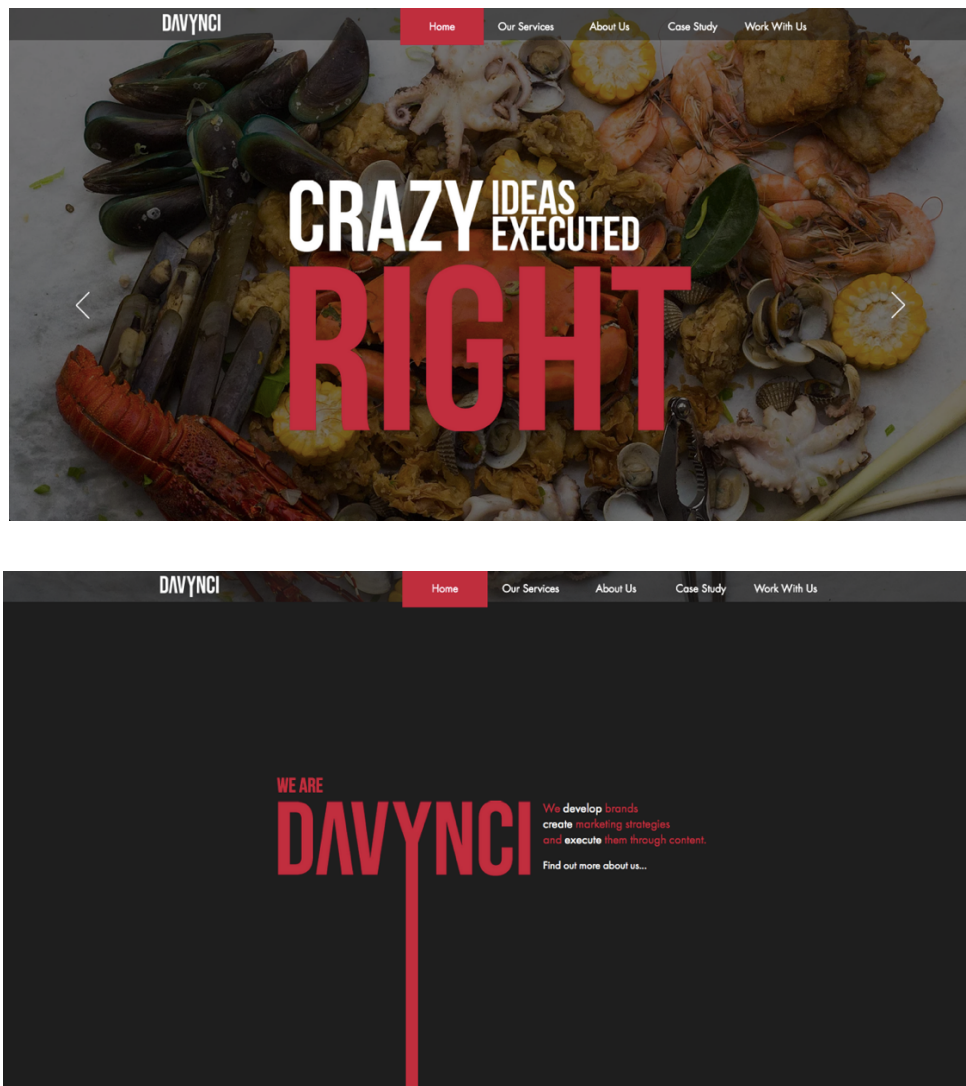 DAVYNCI
Home Our Services About Us Case Study Work With Us
CRAZY IDEAS
EXECUTED
RIGHT
DAVYNCI
Home Our Services About Us Case Study Work With Us
WE ARE
DAVYNCI
We develop brands
create marketing strategies
and execute them through content.
Find out more about us...